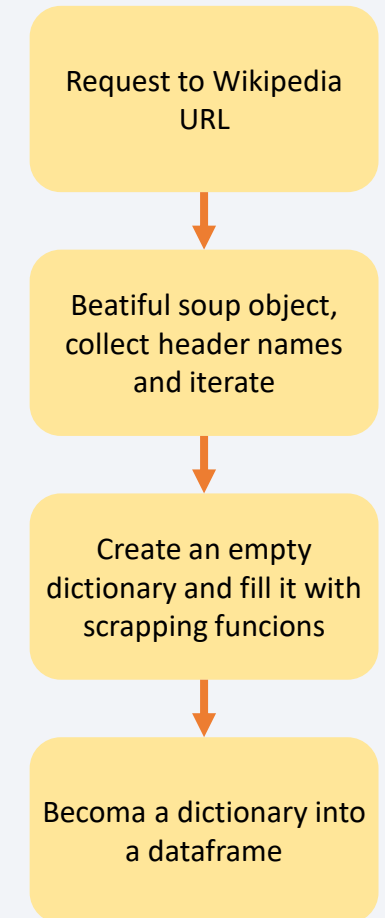 Request to Wikipedia
URL
Beatiful soup object,
collect header names
and iterate
Create an empty
dictionary and fill it with
scrapping funcions
Becoma a dictionary into
a dataframe